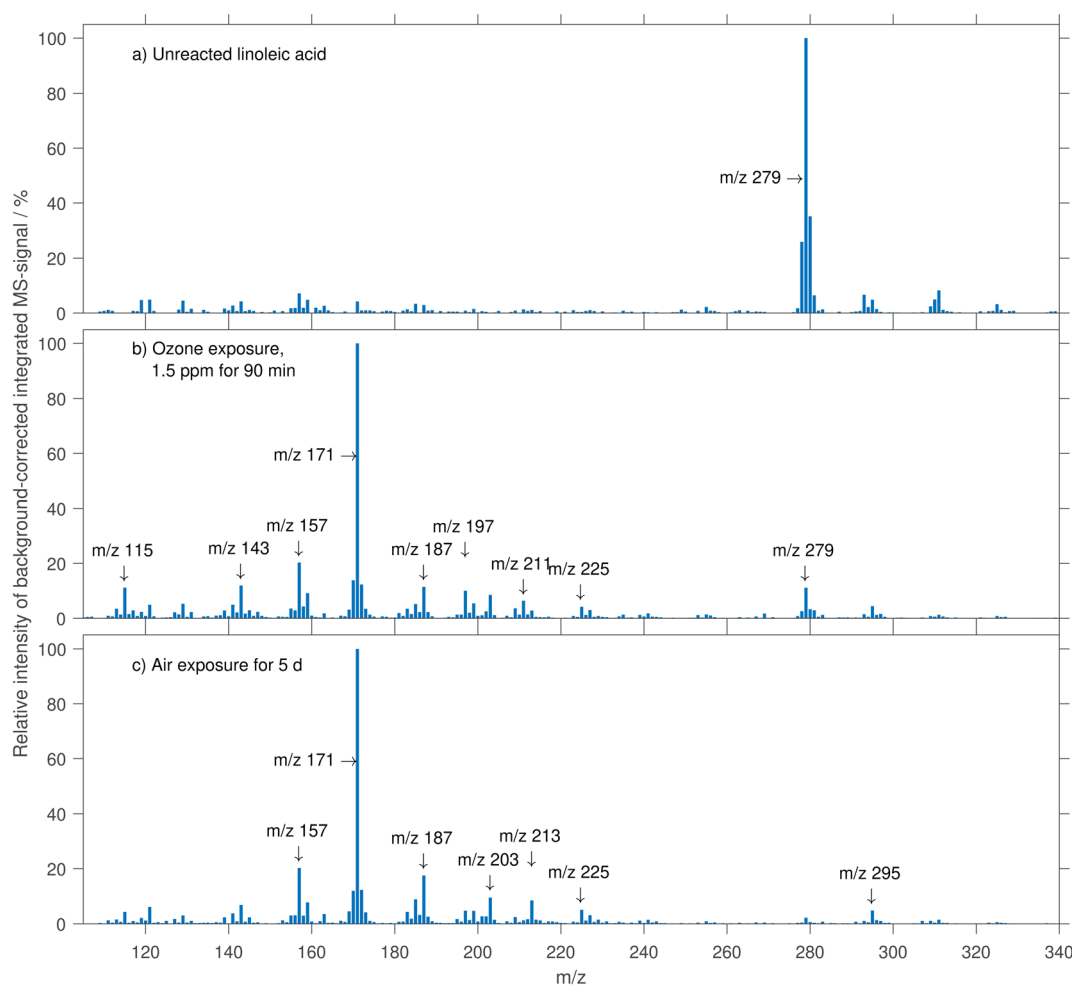 Relative intensity of background-corrected integrated MS-signal / %
100
80
60
40
20
0
a) Unreacted linoleic acid
m/z 279
100
80
60
40
20
0
b) Ozone exposure,
1.5 ppm for 90 min
m/z 171
m/z 115
m/z 143
m/z 157
m/z 187
m/z 197
m/z 211
m/z 225
m/z 279
100
80
60
40
20
0
c) Air exposure for 5 d
m/z 171
m/z 157
m/z 187
m/z 203
m/z 213
m/z 225
m/z 295
120 140 160 180 200 220 240 260 280 300 320 340
m/z